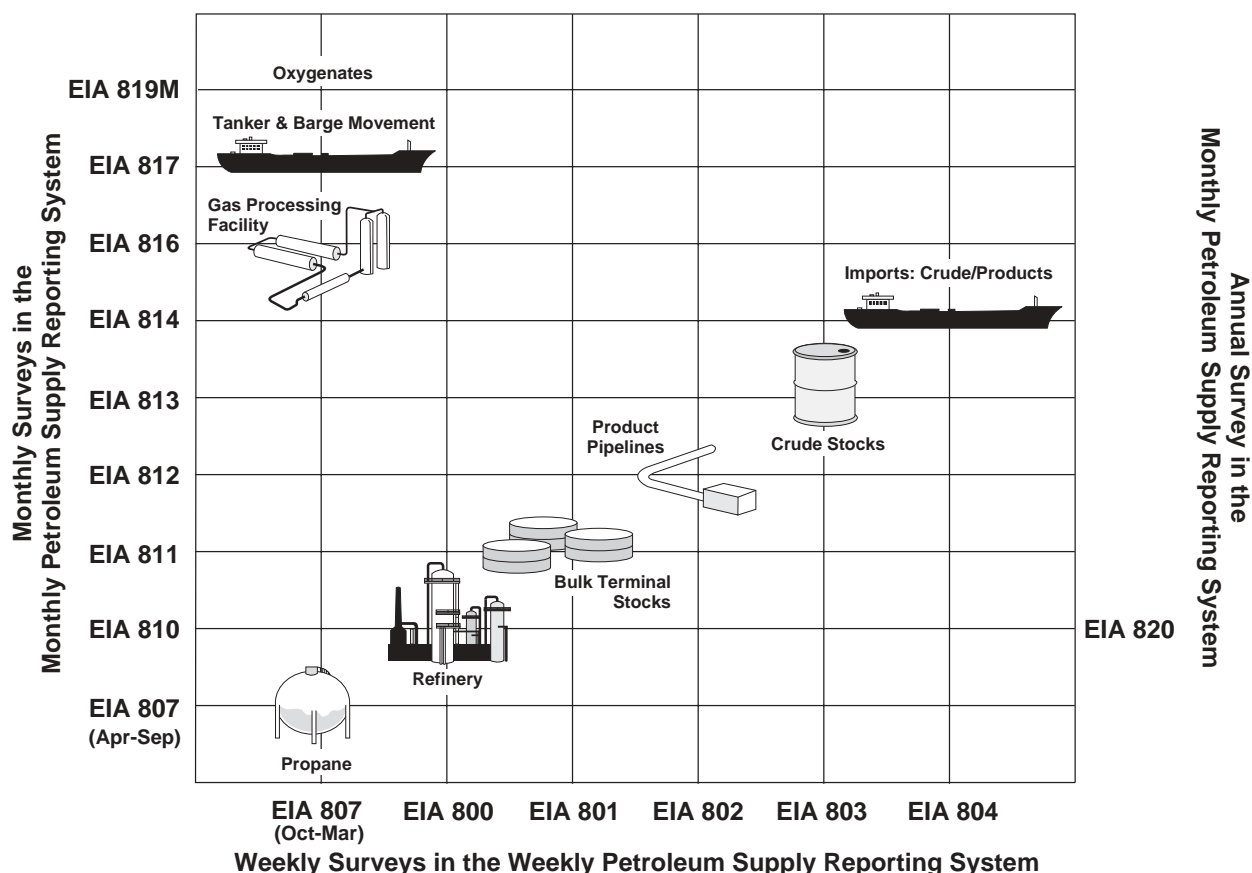 Oxygenates
EIA 819M
Tanker & Barge Movement
EIA 817
Gas Processing
Facility
EIA 816
Imports: Crude/Products
EIA 814
EIA 813
Crude Stocks
Product
Pipelines
EIA 812
EIA 811
Bulk Terminal
Stocks
EIA 810
EIA 820
Refinery
EIA 807
(Apr-Sep)
Propane
EIA 807
(Oct-Mar)
EIA 800
EIA 801
EIA 802
EIA 803
EIA 804
Weekly Surveys in the Weekly Petroleum Supply Reporting System
Monthly Surveys in the
Monthly Petroleum Supply Reporting System
Annual Survey in the
Monthly Petroleum Supply Reporting System